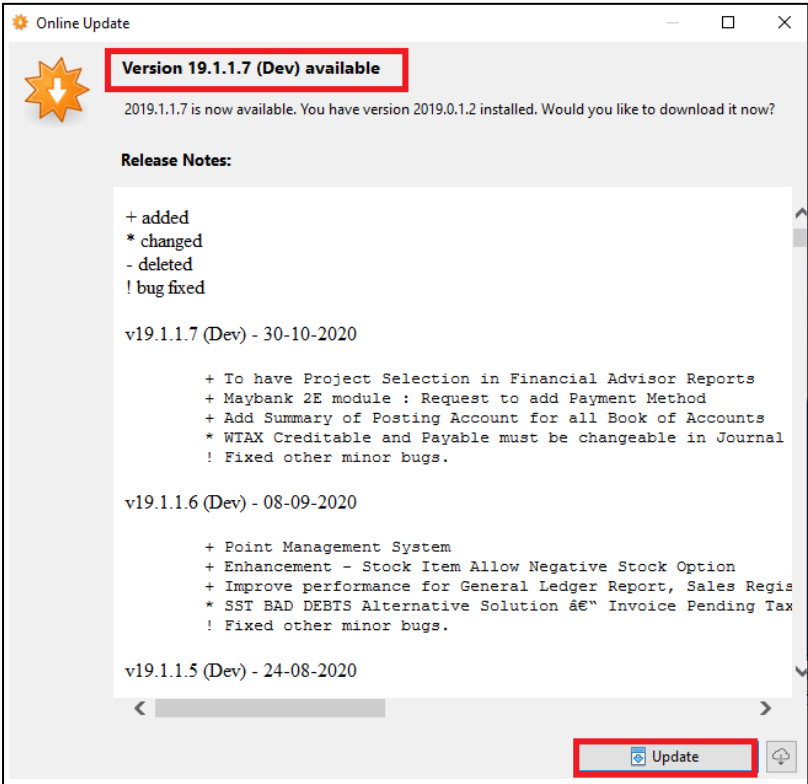 Online Update
Version 19.1.1.7 (Dev) available
2019.1.1.7 is now available. You have version 2019.0.1.2 installed. Would you like to download it now?
Release Notes:
+ added
* changed
- deleted
! bug fixed
v19.1.1.7 (Dev) - 30-10-2020
+ To have Project Selection in Financial Advisor Reports
+ Maybank 2E module : Request to add Payment Method
+ Add Summary of Posting Account for all Book of Accounts
* WTAX Creditable and Payable must be changeable in Journal
! Fixed other minor bugs.
v19.1.1.6 (Dev) - 08-09-2020
+ Point Management System
+ Enhancement - Stock Item Allow Negative Stock Option
+ Improve performance for General Ledger Report, Sales Regis
* SST BAD DEBTS Alternative Solution â€“ Invoice Pending Tax
! Fixed other minor bugs.
v19.1.1.5 (Dev) - 24-08-2020
Update